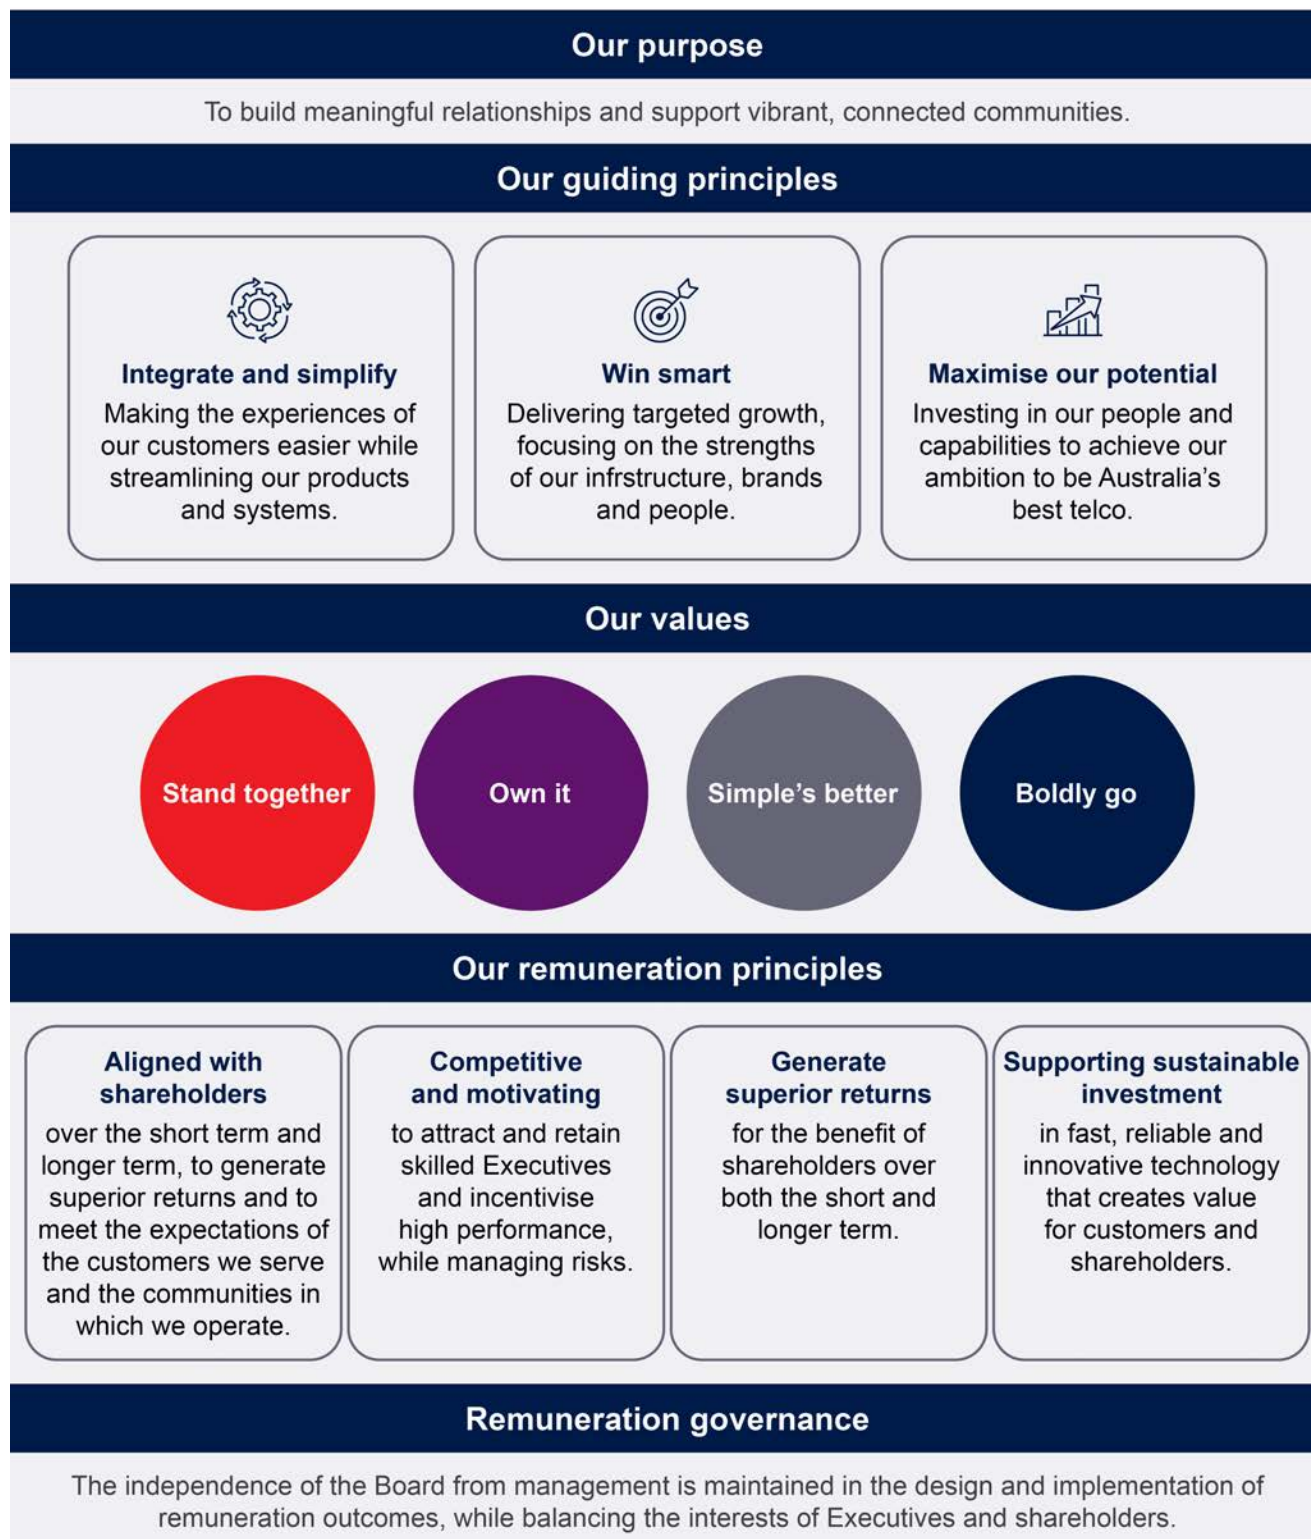 Our purpose
To build meaningful relationships and support vibrant, connected communities.
Our guiding principles
Integrate and simplify
Making the experiences of
our customers easier while
streamlining our products
and systems.
Win smart
Delivering targeted growth,
focusing on the strengths
of our infrstructure, brands
and people.
Maximise our potential
Investing in our people and
capabilities to achieve our
ambition to be Australia’s
best telco.
Our values
Stand together
Own it
Simple’s better
Boldly go
Our remuneration principles
Aligned with
shareholders
over the short term and
longer term, to generate
superior returns and to
meet the expectations of
the customers we serve
and the communities in
which we operate.
Competitive
and motivating
to attract and retain
skilled Executives
and incentivise
high performance,
while managing risks.
Generate
superior returns
for the benefit of
shareholders over
both the short and
longer term.
Supporting sustainable
investment
in fast, reliable and
innovative technology
that creates value
for customers and
shareholders.
Remuneration governance
The independence of the Board from management is maintained in the design and implementation of
remuneration outcomes, while balancing the interests of Executives and shareholders.